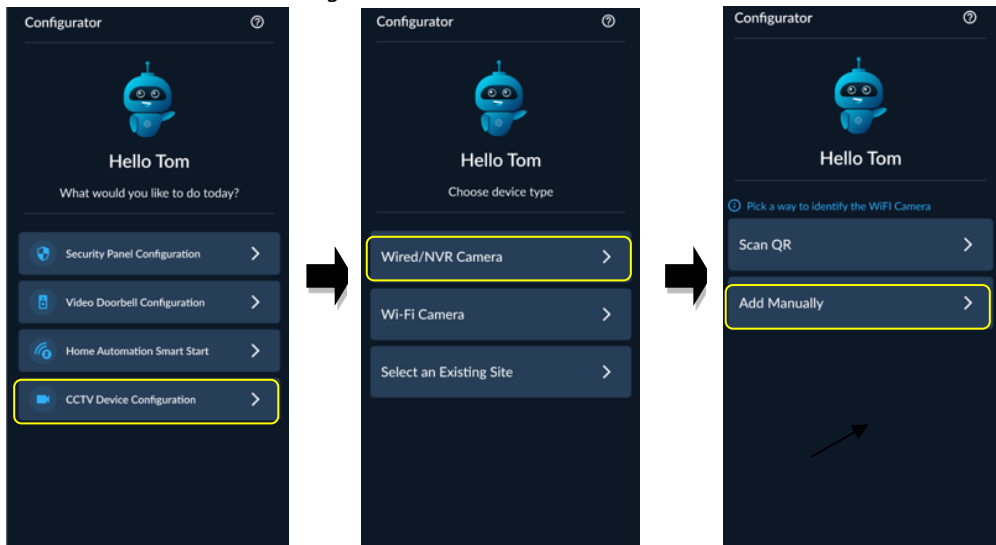 Configurator
Hello Tom
What would you like to do today?
Security Panel Configuration
Video Doorbell Configuration
Home Automation Smart Start
CCTV Device Configuration
Configurator
Hello Tom
Choose device type
Wired/NVR Camera
Wi-Fi Camera
Select an Existing Site
Configurator
Hello Tom
Pick a way to identify the WiFI Camera
Scan QR
Add Manually